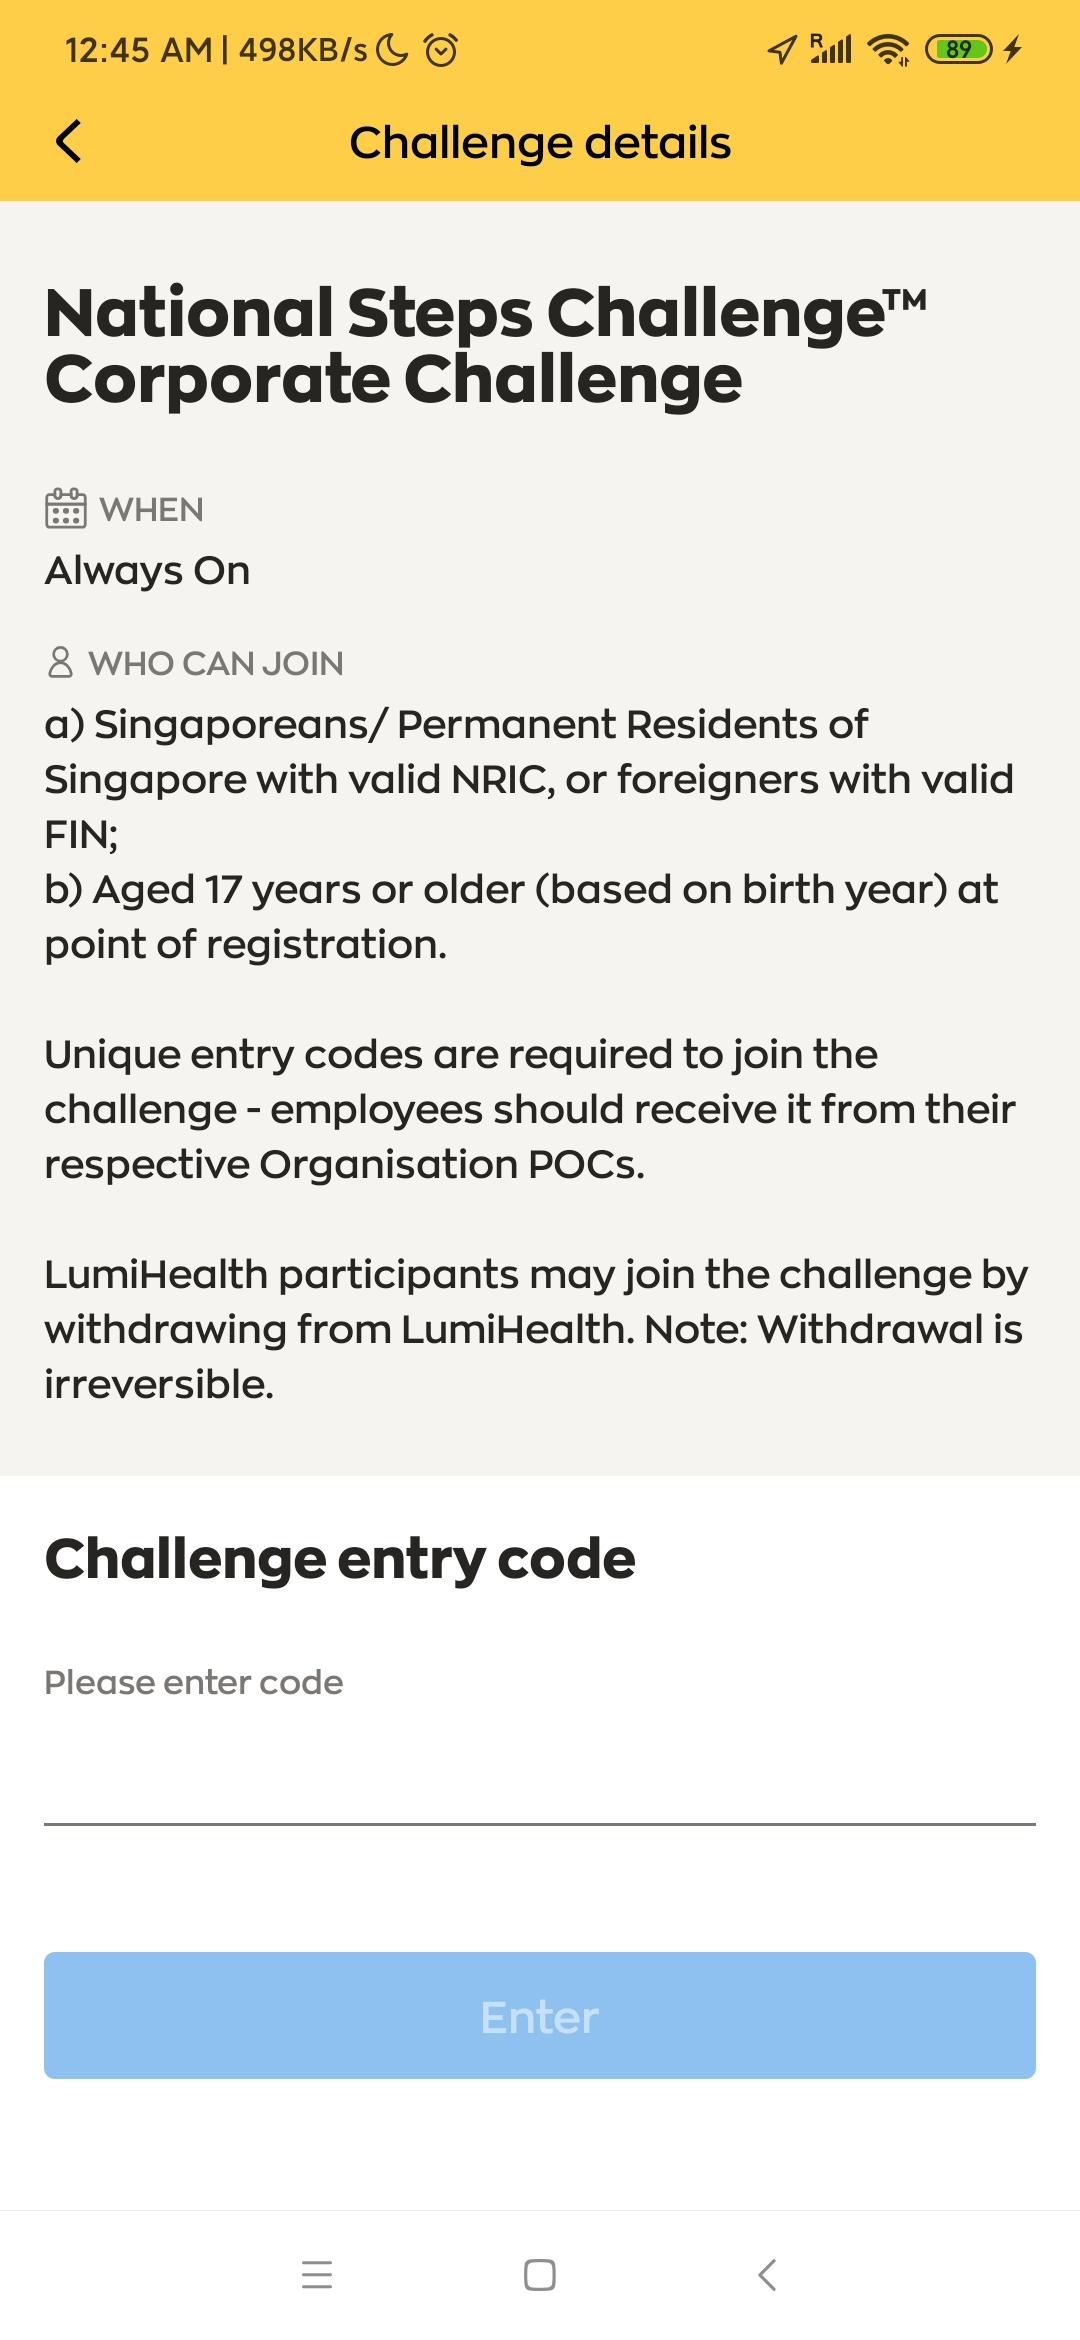 12:45 AM | 498KB/s
R
89
Challenge details
National Steps Challenge™
Corporate Challenge
WHEN
Always On
WHO CAN JOIN
a) Singaporeans/ Permanent Residents of
Singapore with valid NRIC, or foreigners with valid
FIN;
b) Aged 17 years or older (based on birth year) at
point of registration.
Unique entry codes are required to join the
challenge - employees should receive it from their
respective Organisation POCs.
LumiHealth participants may join the challenge by
withdrawing from LumiHealth. Note: Withdrawal is
irreversible.
Challenge entry code
Please enter code
Enter